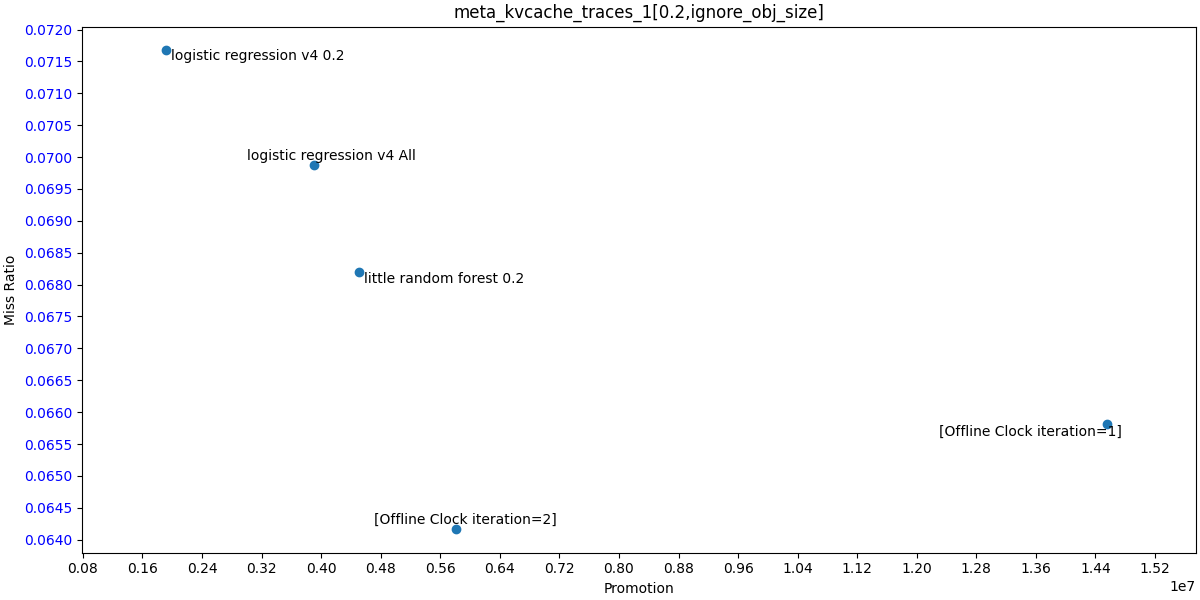 meta_kvcache_traces_1[0.2,ignore_obj_size]
0.0720
0.0715
0.0710
0.0705
0.0700
0.0695
0.0690
0.0685
0.0680
0.0675
0.0670
0.0665
0.0660
0.0655
0.0650
0.0645
0.0640
Miss Ratio
logistic regression v4 0.2
logistic regression v4 All
little random forest 0.2
[Offline Clock iteration=1]
[Offline Clock iteration=2]
0.08 0.16 0.24 0.32 0.40 0.48 0.56 0.64 0.72 0.80 0.88 0.96 1.04 1.12 1.20 1.28 1.36 1.44 1.52
Promotion
1e7